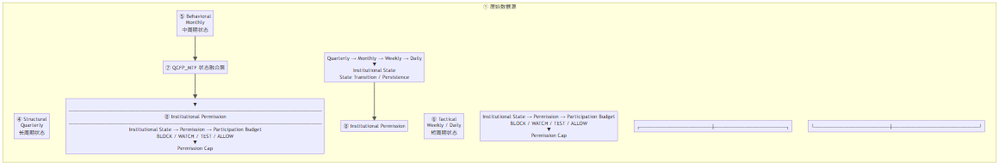 ① 原始数据源
⑤ Behavioral
Monthly
中周期状态
⑦ QCFP_MTF 状态融合层
Quarterly → Monthly → Weekly → Daily
▼
Institutional State
State Transition / Persistence
④ Structural
Quarterly
长周期状态
▼
⑧ Institutional Permission
Institutional State → Permission → Participation Budget
BLOCK / WATCH / TEST / ALLOW
▼
Permission Cap
⑧ Institutional Permission
⑥ Tactical
Weekly / Daily
短周期状态
Institutional State → Permission → Participation Budget
BLOCK / WATCH / TEST / ALLOW
▼
Permission Cap